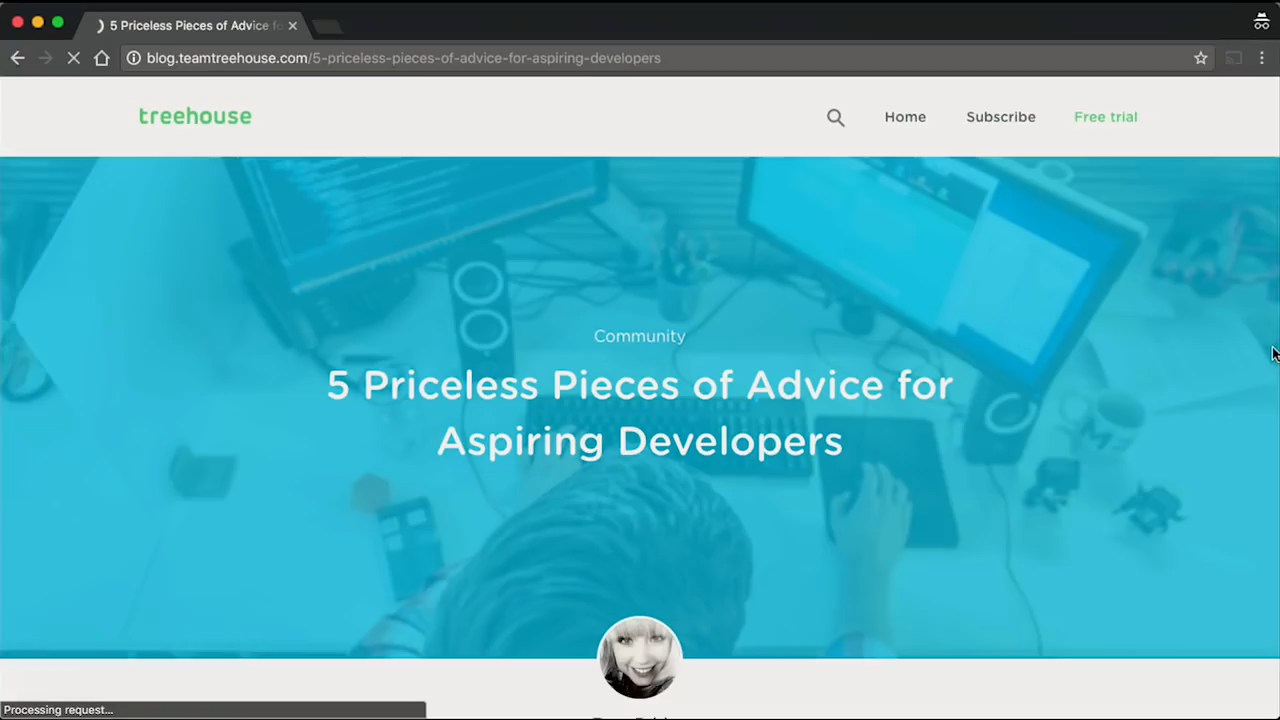 5 Priceless Pieces of Advice fo
blog.teamtreehouse.com/5-priceless-pieces-of-advice-for-aspiring-developers
treehouse
Home
Subscribe
Free trial
Community
5 Priceless Pieces of Advice for
Aspiring Developers
Processing request...